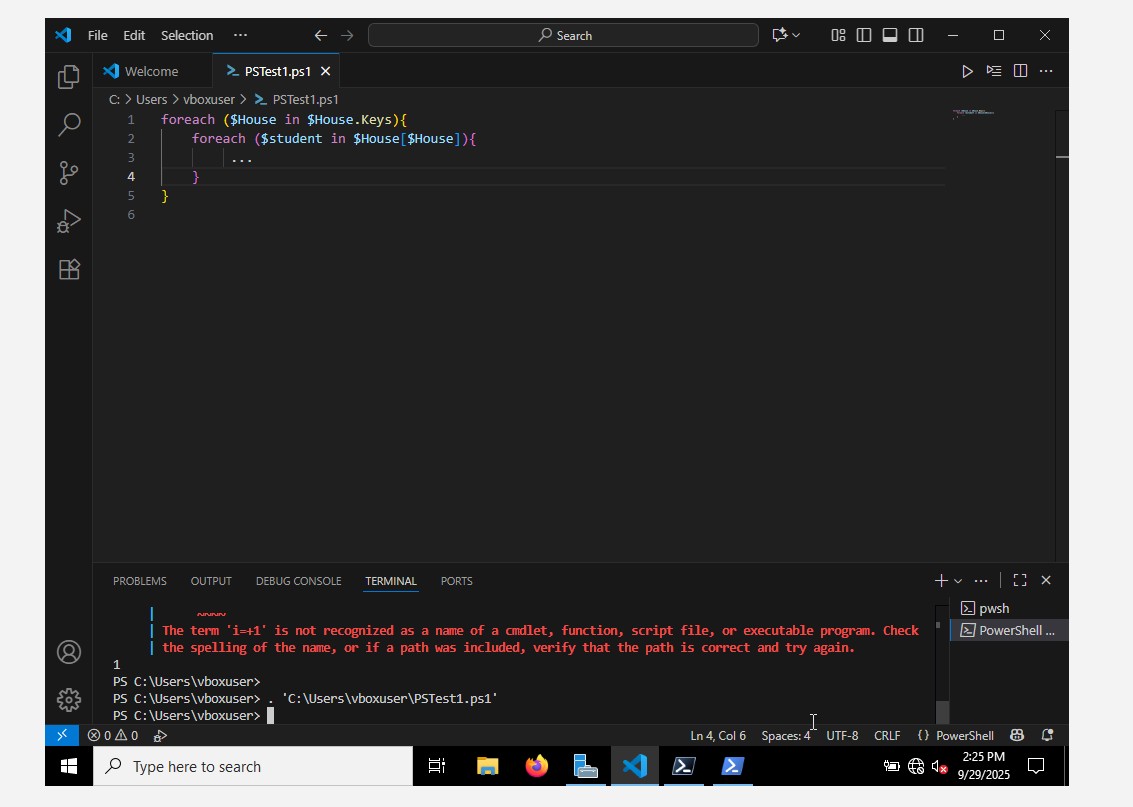 File Edit Selection ··· Search
Welcome PSTest1.ps1
C: > Users > vboxuser > PSTest1.ps1
1 foreach ($House in $House.Keys){
2 foreach ($student in $House[$House]){
3 ...
4 }
5 }
6
PROBLEMS OUTPUT DEBUG CONSOLE TERMINAL PORTS
pwsh
The term 'i=+1' is not recognized as a name of a cmdlet, function, script file, or executable program. Check
PowerShell ...
the spelling of the name, or if a path was included, verify that the path is correct and try again.
1
PS C:\Users\vboxuser>
PS C:\Users\vboxuser> . 'C:\Users\vboxuser\PSTest1.ps1'
PS C:\Users\vboxuser>
0 0 Ln 4, Col 6 Spaces: 4 UTF-8 CRLF {} PowerShell
Type here to search
2:25 PM
9/29/2025